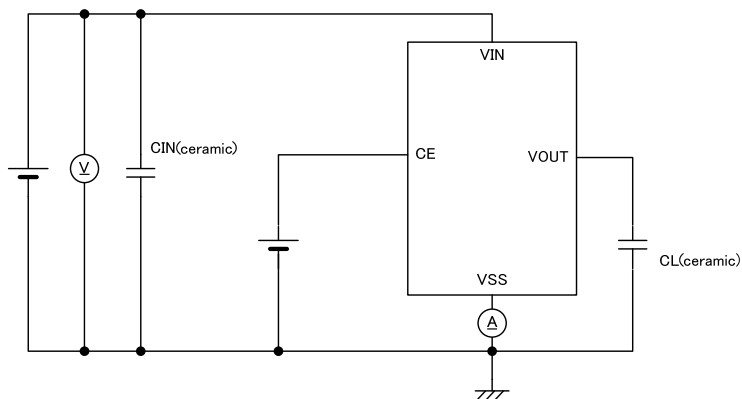 VIN
CIN(ceramic)
V
CE
VOUT
CL(ceramic)
VSS
A